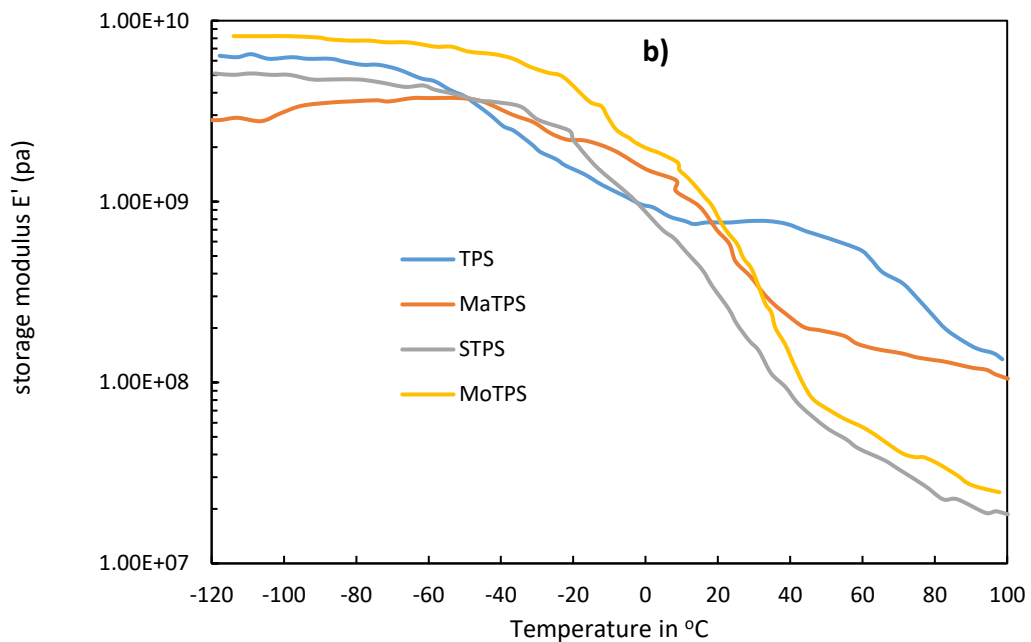 1.00E+10
b)
1.00E+09
1.00E+08
1.00E+07
storage modulus E' (pa)
TPS
MaTPS
STPS
MoTPS
-120 -100 -80 -60 -40 -20 0 20 40 60 80 100
Temperature in ᵒC